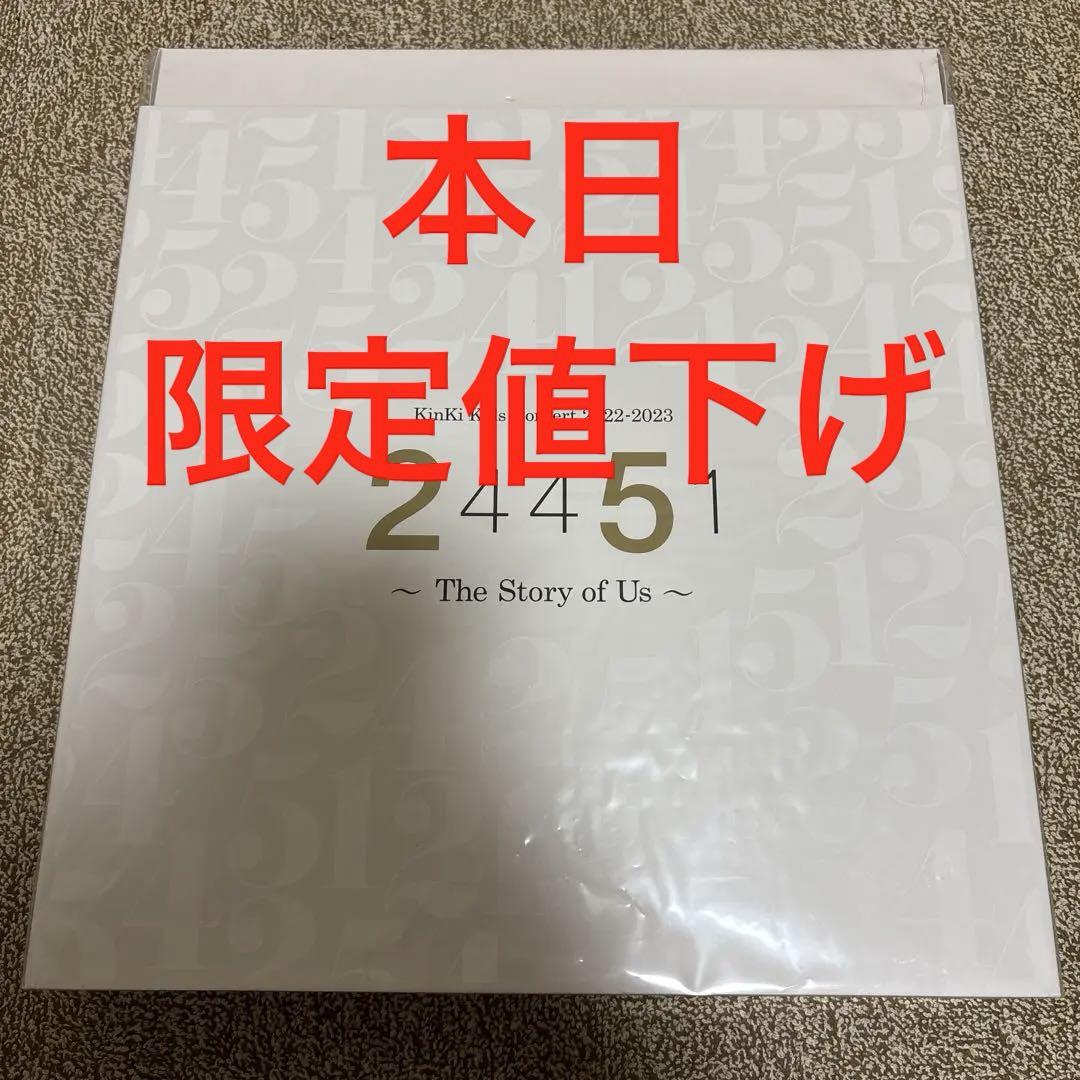 本日
限定値下げ
KinKi Kids Concert 2022-2023
24451
～ The Story of Us ～